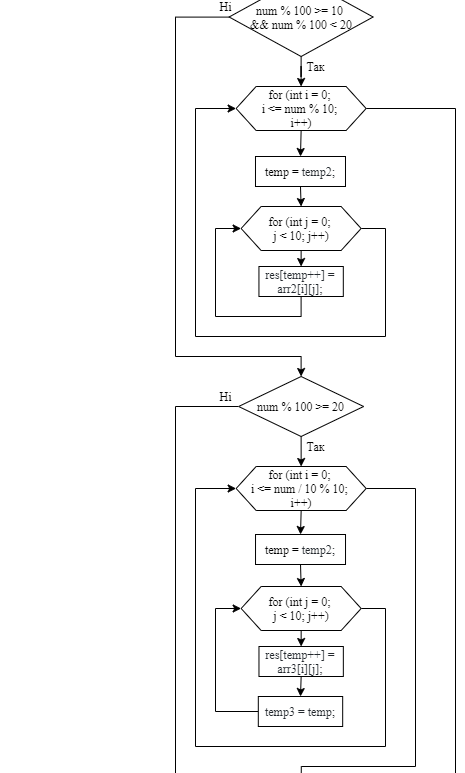 Ні
num % 100 >= 10
&& num % 100 < 20
Так
for (int i = 0;
i <= num % 10;
i++)
temp = temp2;
for (int j = 0;
j < 10; j++)
res[temp++] =
arr2[i][j];
Ні
num % 100 >= 20
Так
for (int i = 0;
i <= num / 10 % 10;
i++)
temp = temp2;
for (int j = 0;
j < 10; j++)
res[temp++] =
arr3[i][j];
temp3 = temp;